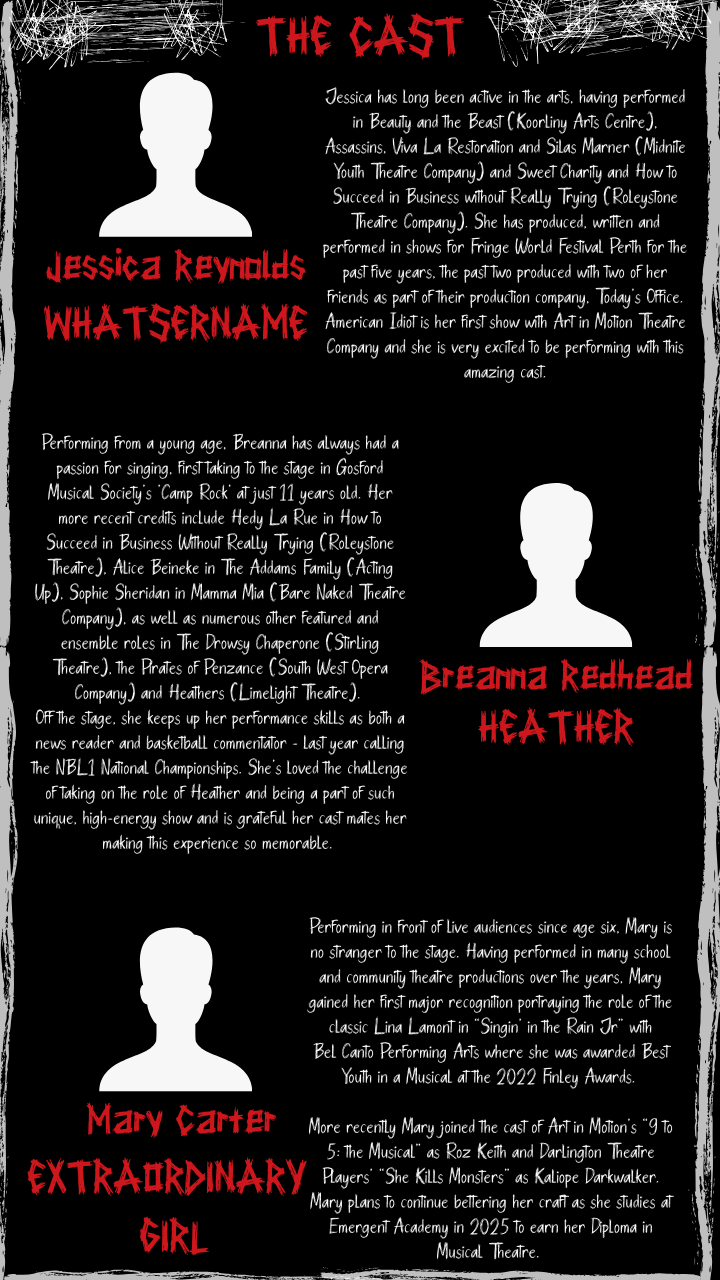 THE CAST
Jessica has long been active in the arts, having performed
in Beauty and the Beast (Koorliny Arts Centre),
Assassins, Viva La Restoration and Silas Marner (Midnite
Youth Theatre Company) and Sweet Charity and How to
Succeed in Business without Really Trying (Roleystone
Theatre Company). She has produced, written and
performed in shows for Fringe World Festival Perth for the
past five years, the past two produced with two of her
friends as part of their production company, Today's Office.
American Idiot is her first show with Art in Motion Theatre
Company and she is very excited to be performing with this
amazing cast.
Jessica Reynolds
WHATSERNAME
Performing from a young age, Breanna has always had a
passion for singing, first taking to the stage in Gosford
Musical Society's 'Camp Rock' at just 11 years old. Her
more recent credits include Hedy La Rue in How to
Succeed in Business Without Really Trying (Roleystone
Theatre), Alice Beineke in The Addams Family (Acting
Up), Sophie Sheridan in Mamma Mia (Bare Naked Theatre
Company), as well as numerous other featured and
ensemble roles in The Drowsy Chaperone (Stirling
Theatre), the Pirates of Penzance (South West Opera
Company) and Heathers (Limelight Theatre).
Off the stage, she keeps up her performance skills as both a
news reader and basketball commentator - last year calling
the NBL1 National Championships. She's loved the challenge
of taking on the role of Heather and being a part of such
unique, high-energy show and is grateful her cast mates her
making this experience so memorable.
Breanna Redhead
HEATHER
Performing in front of live audiences since age six, Mary is
no stranger to the stage. Having performed in many school
and community theatre productions over the years, Mary
gained her first major recognition portraying the role of the
classic Lina Lamont in "Singin' in the Rain Jr" with
Bel Canto Performing Arts where she was awarded Best
Youth in a Musical at the 2022 Finley Awards.
More recently Mary joined the cast of Art in Motion's "9 to
5: the Musical" as Roz Keith and Darlington Theatre
Players' "She Kills Monsters" as Kaliope Darkwalker.
Mary plans to continue bettering her craft as she studies at
Emergent Academy in 2025 to earn her Diploma in
Musical Theatre.
Mary Carter
EXTRAORDINARY
GIRL